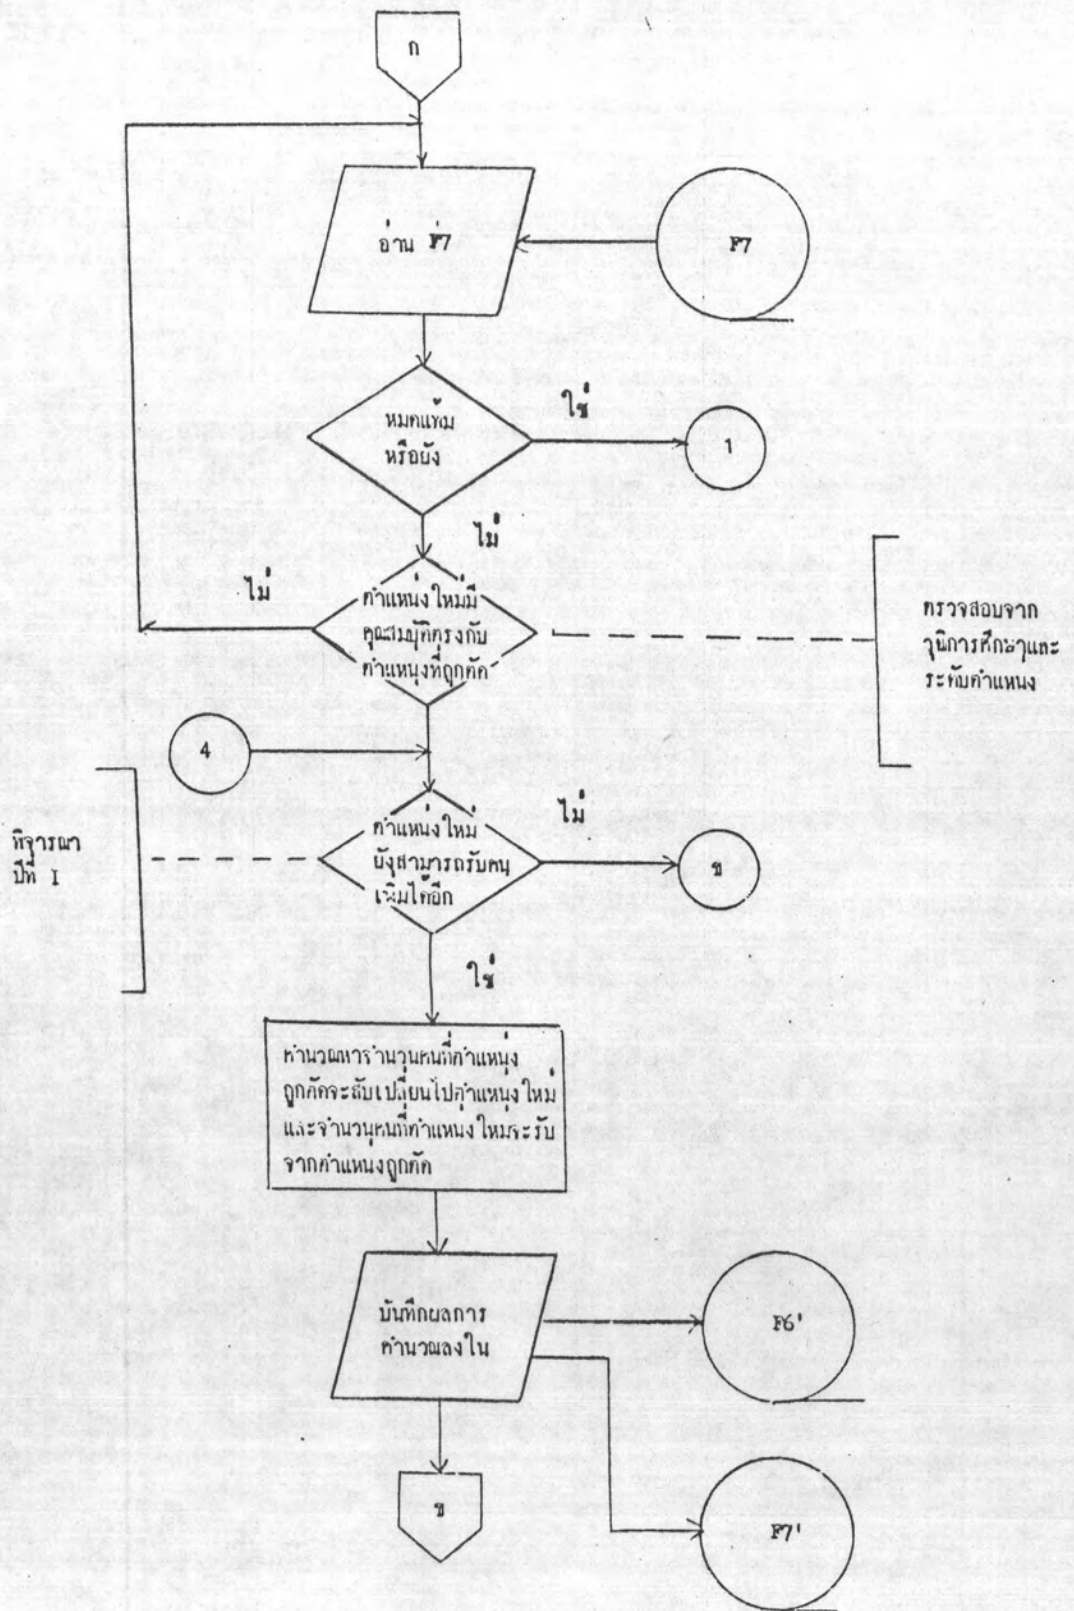 ก
อ่าน F7
F7
หมดแฟ้ม
หรือยัง
ใช่
1
ไม่
ไม่
ตำแหน่งใหม่มี
คุณสมบัติตรงกับ
ตำแหน่งที่ถูกตัด
ตรวจสอบจาก
วุฒิการศึกษาและ
ระดับตำแหน่ง
4
พิจารณา
ปีที่ I
ตำแหน่งใหม่
ยังสามารถรับคน
เพิ่มได้อีก
ไม่
ข
ใช่
คำนวณหาจำนวนคนที่ตำแหน่ง
ถูกตัดจะสับเปลี่ยนไปตำแหน่งใหม่
และจำนวนคนที่ตำแหน่งใหม่จะรับ
จากตำแหน่งถูกตัด
บันทึกผลการ
คำนวณลงใน
F6'
ข
F7'